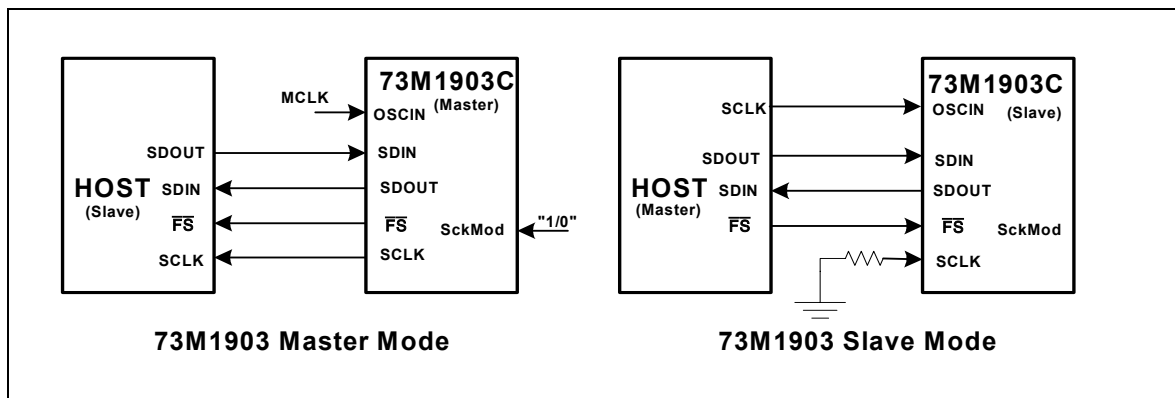 73M1903C
(Master)
MCLK
OSCIN
SDOUT
SDIN
HOST
(Slave)
SDIN
SDOUT
FS
FS
SckMod
"1/0"
SCLK
SCLK
73M1903 Master Mode
73M1903C
(Slave)
SCLK
OSCIN
SDOUT
SDIN
HOST
(Master)
SDIN
SDOUT
FS
FS
SckMod
SCLK
73M1903 Slave Mode